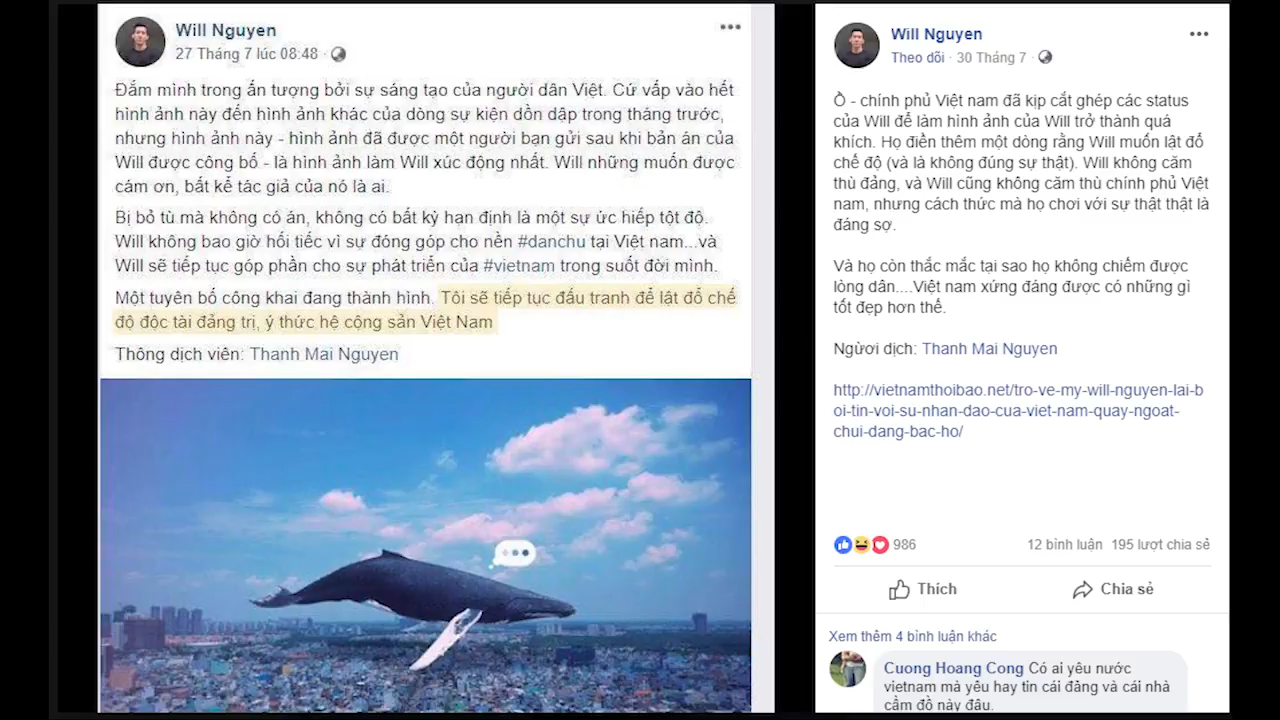 Will Nguyen
27 Tháng 7 lúc 08:48 ·
Đắm mình trong ấn tượng bởi sự sáng tạo của người dân Việt. Cứ vấp vào hết
hình ảnh này đến hình ảnh khác của dòng sự kiện dồn dập trong tháng trước,
nhưng hình ảnh này - hình ảnh đã được một người bạn gửi sau khi bản án của
Will được công bố - là hình ảnh làm Will xúc động nhất. Will những muốn được
cám ơn, bất kể tác giả của nó là ai.
Bị bỏ tù mà không có án, không có bất kỳ hạn định là một sự ức hiếp tột độ.
Will không bao giờ hối tiếc vì sự đóng góp cho nền #danchu tại Việt nam...và
Will sẽ tiếp tục góp phần cho sự phát triển của #vietnam trong suốt đời mình.
Một tuyên bố công khai đang thành hình. Tôi sẽ tiếp tục đấu tranh để lật đổ chế
độ độc tài đảng trị, ý thức hệ cộng sản Việt Nam
Thông dịch viên: Thanh Mai Nguyen
Will Nguyen
Theo dõi · 30 Tháng 7 ·
Ồ - chính phủ Việt nam đã kịp cắt ghép các status
của Will để làm hình ảnh của Will trở thành quá
khích. Họ điền thêm một dòng rằng Will muốn lật đổ
chế độ (và là không đúng sự thật). Will không căm
thù đảng, và Will cũng không căm thù chính phủ Việt
nam, nhưng cách thức mà họ chơi với sự thật thật là
đáng sợ.
Và họ còn thắc mắc tại sao họ không chiếm được
lòng dân....Việt nam xứng đáng được có những gì
tốt đẹp hơn thế.
Người dịch: Thanh Mai Nguyen
http://vietnamthoibao.net/tro-ve-my-will-nguyen-lai-b
oi-tin-voi-su-nhan-dao-cua-viet-nam-quay-ngoat-
chui-dang-bac-ho/
986 12 bình luận 195 lượt chia sẻ
Thích Chia sẻ
Xem thêm 4 bình luận khác
Cuong Hoang Cong Có ai yêu nước
vietnam mà yêu hay tin cái đảng và cái nhà
cầm đồ này đâu.